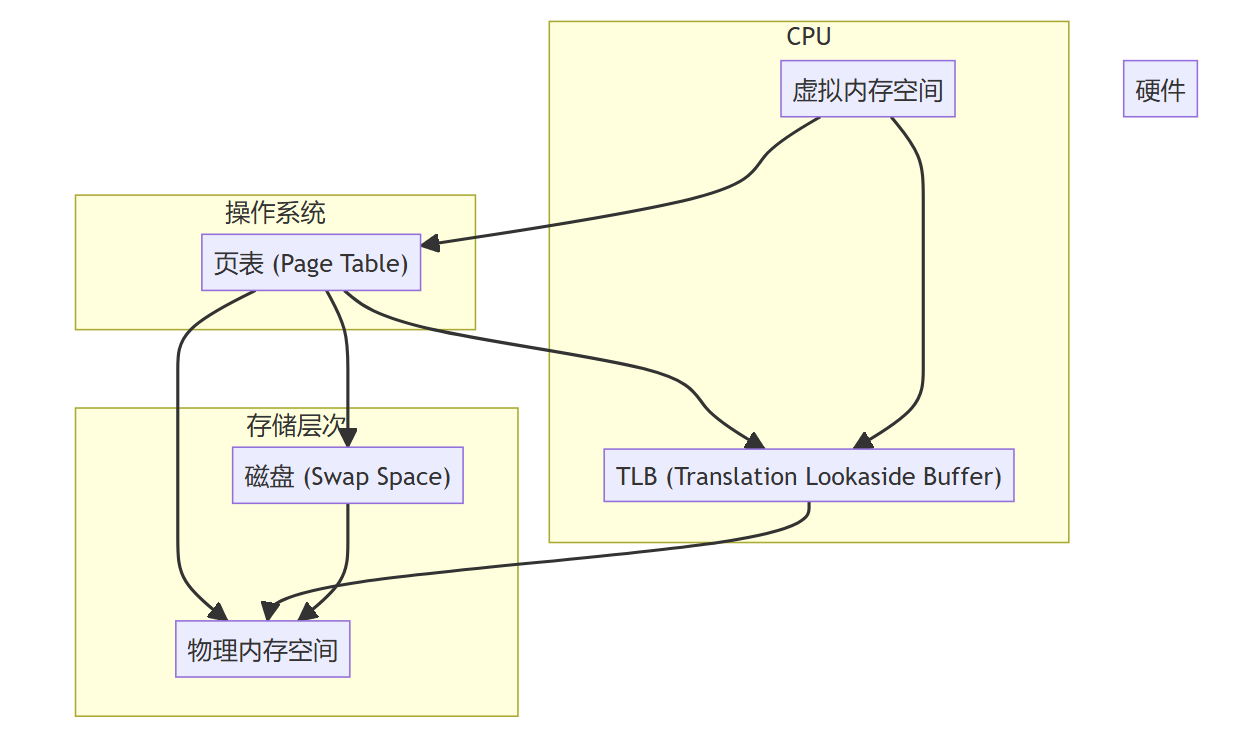 CPU
虚拟内存空间
硬件
操作系统
页表 (Page Table)
存储层次
磁盘 (Swap Space)
TLB (Translation Lookaside Buffer)
物理内存空间